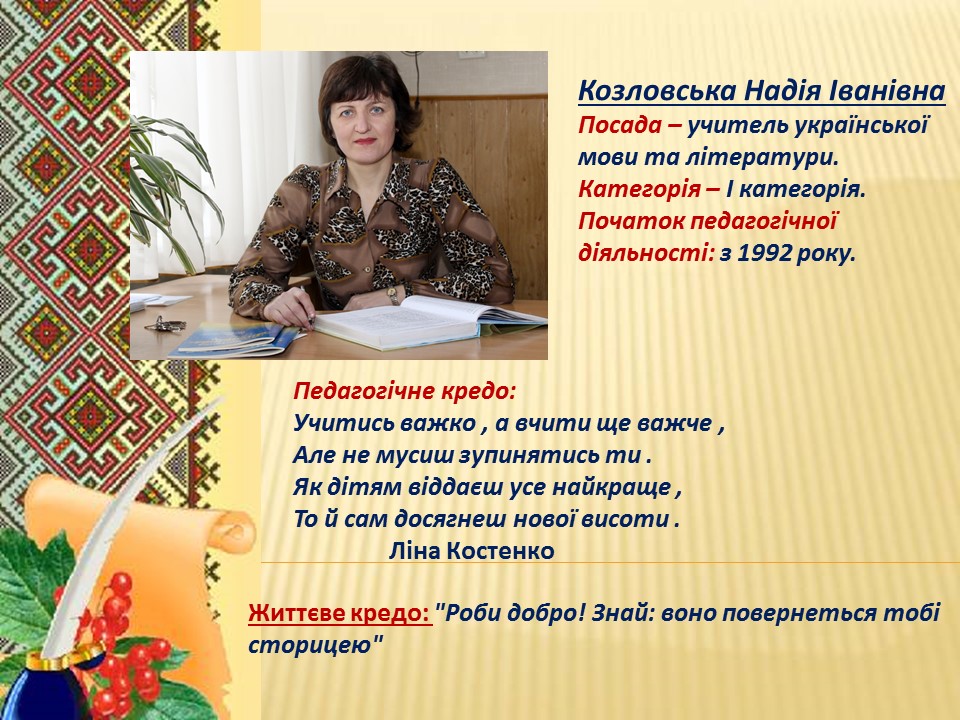 Козловська Надія Іванівна
Посада – учитель української
мови та літератури.
Категорія – І категорія.
Початок педагогічної
діяльності: з 1992 року.
Педагогічне кредо:
Учитись важко , а вчити ще важче ,
Але не мусиш зупинятись ти .
Як дітям віддаєш усе найкраще ,
То й сам досягнеш нової висоти .
Ліна Костенко
Життєве кредо: "Роби добро! Знай: воно повернеться тобі
сторицею"